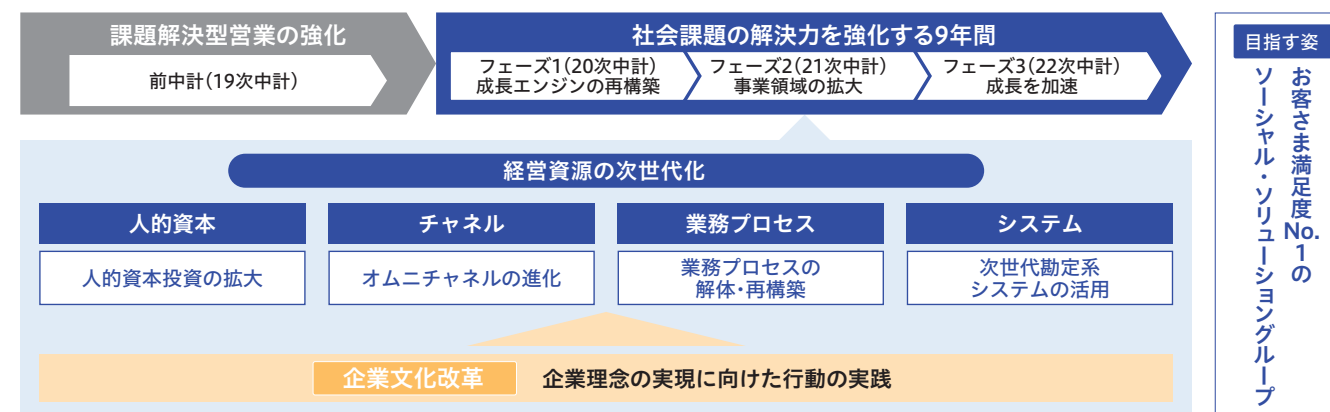 課題解決型営業の強化
前中計(19次中計)
社会課題の解決力を強化する9年間
フェーズ1(20次中計)
成長エンジンの再構築
フェーズ2(21次中計)
事業領域の拡大
フェーズ3(22次中計)
成長を加速
目指す姿
お客さま満足度No.1の
ソーシャル・ソリューショングループ
経営資源の次世代化
人的資本
人的資本投資の拡大
チャネル
オムニチャネルの進化
業務プロセス
業務プロセスの
解体・再構築
システム
次世代勘定系
システムの活用
企業文化改革
企業理念の実現に向けた行動の実践